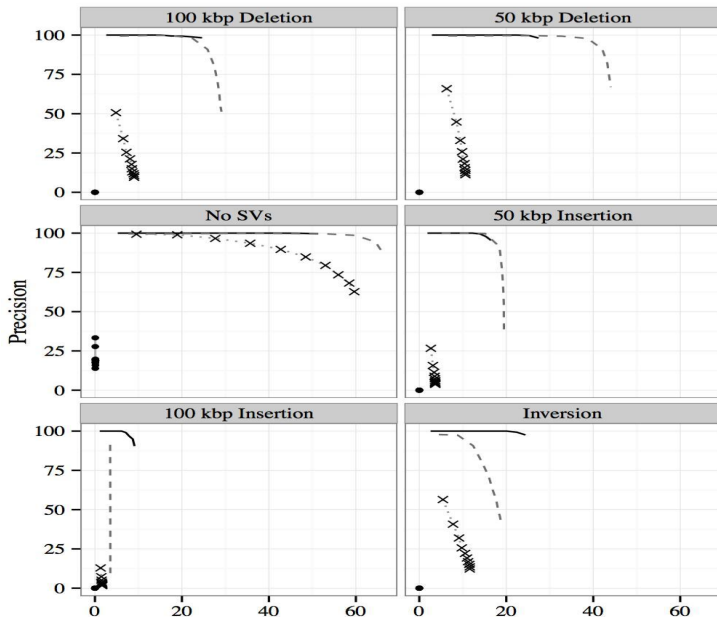 100 kbp Deletion
50 kbp Deletion
100
75
50
25
0
No SVs
50 kbp Insertion
100
75
50
25
0
Precision
100 kbp Insertion
Inversion
100
75
50
25
0
0 20 40 60 0 20 40 60